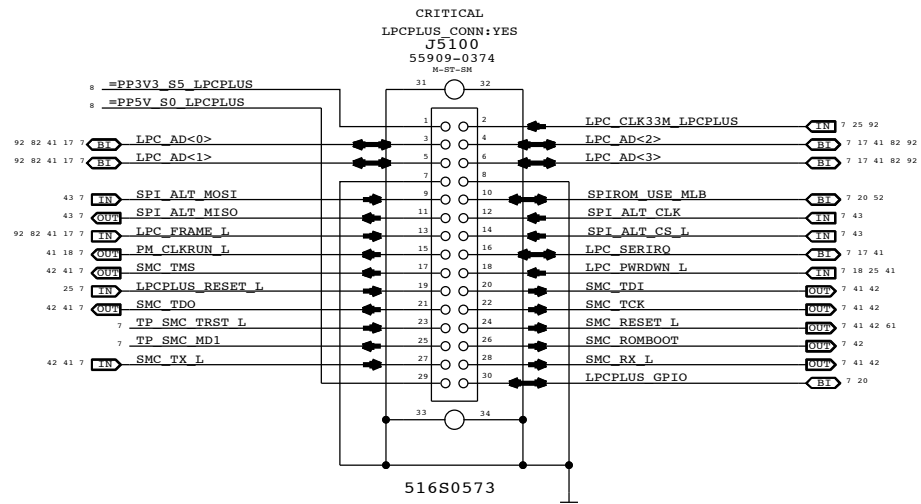 CRITICAL
LPCPLUS_CONN:YES
J5100
55909-0374
M-ST-SM
31 32
8 =PP3V3_S5_LPCPLUS
8 =PP5V_S0_LPCPLUS
1 2 LPC_CLK33M_LPCPLUS IN 7 25 92
92 82 41 17 7 BI LPC_AD<0> 3 4 LPC_AD<2> BI 7 17 41 82 92
92 82 41 17 7 BI LPC_AD<1> 5 6 LPC_AD<3> BI 7 17 41 82 92
7 8
43 7 IN SPI_ALT_MOSI 9 10 SPIROM_USE_MLB BI 7 20 52
43 7 OUT SPI_ALT_MISO 11 12 SPI_ALT_CLK IN 7 43
92 82 41 17 7 IN LPC_FRAME_L 13 14 SPI_ALT_CS_L IN 7 43
41 18 7 OUT PM_CLKRUN_L 15 16 LPC_SERIRQ BI 7 17 41
42 41 7 OUT SMC_TMS 17 18 LPC_PWRDWN_L IN 7 18 25 41
25 7 IN LPCPLUS_RESET_L 19 20 SMC_TDI OUT 7 41 42
42 41 7 OUT SMC_TDO 21 22 SMC_TCK OUT 7 41 42
7 TP_SMC_TRST_L 23 24 SMC_RESET_L OUT 7 41 42 61
7 TP_SMC_MD1 25 26 SMC_ROMBOOT OUT 7 42
42 41 7 IN SMC_TX_L 27 28 SMC_RX_L OUT 7 41 42
29 30 LPCPLUS_GPIO BI 7 20
33 34
516S0573